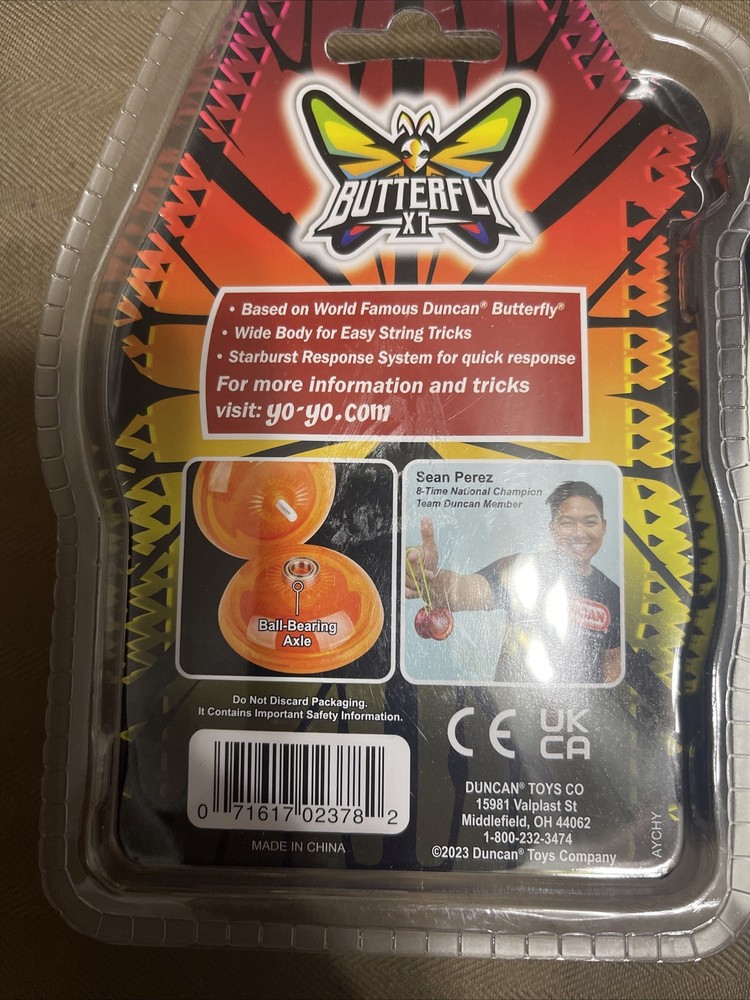 BUTTERFLY
XT
• Based on World Famous Duncan® Butterfly®
• Wide Body for Easy String Tricks
• Starburst Response System for quick response
For more information and tricks
visit: yo-yo.com
Sean Perez
8-Time National Champion
Team Duncan Member
Ball-Bearing
Axle
Do Not Discard Packaging.
It Contains Important Safety Information.
CE UK
CA
0 71617 02378 2
MADE IN CHINA
DUNCAN® TOYS CO
15981 Valplast St
Middlefield, OH 44062
1-800-232-3474
©2023 Duncan® Toys Company
AYCHY